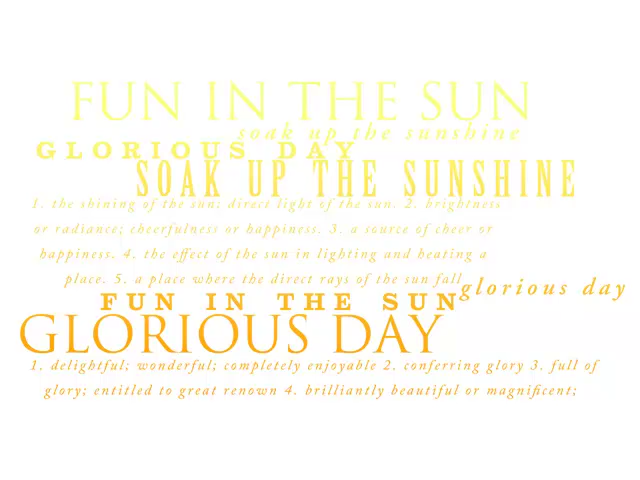 FUN IN THE SUN
soak up the sunshine
GLORIOUS DAY
SOAK UP THE SUNSHINE
1. the shining of the sun; direct light of the sun. 2. brightness
or radiance; cheerfulness or happiness. 3. a source of cheer or
happiness. 4. the effect of the sun in lighting and heating a
place. 5. a place where the direct rays of the sun fall
glorious day
FUN IN THE SUN
GLORIOUS DAY
1. delightful; wonderful; completely enjoyable 2. conferring glory 3. full of
glory; entitled to great renown 4. brilliantly beautiful or magnificent;